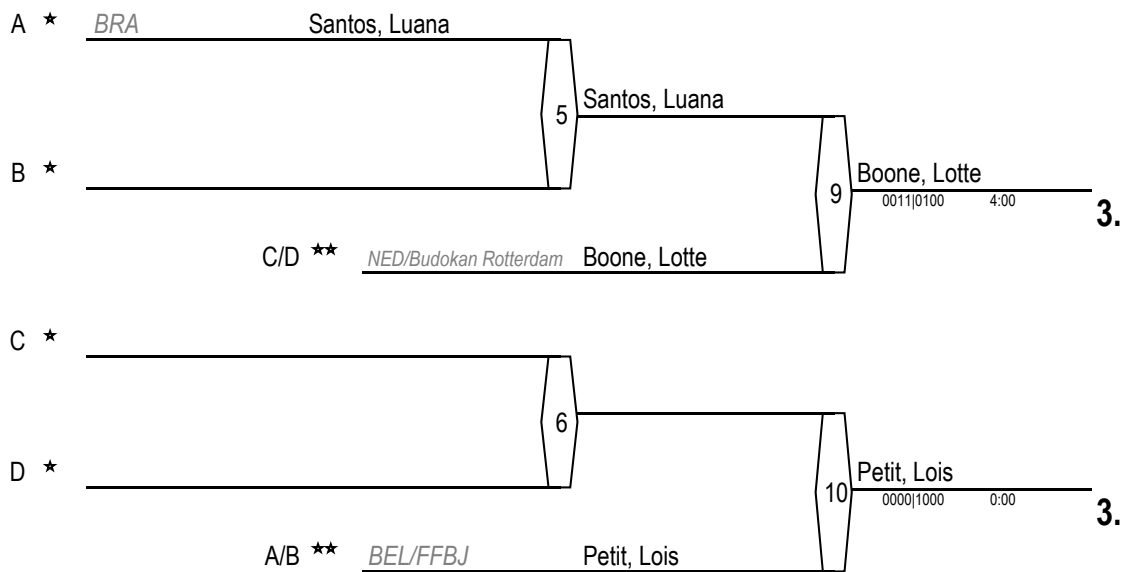 A ★ BRA Santos, Luana
5 Santos, Luana
B ★
9 Boone, Lotte
0011|0100 4:00
3.
C/D ★★ NED/Budokan Rotterdam Boone, Lotte
C ★
6
D ★
10 Petit, Lois
0000|1000 0:00
3.
A/B ★★ BEL/FFBJ Petit, Lois